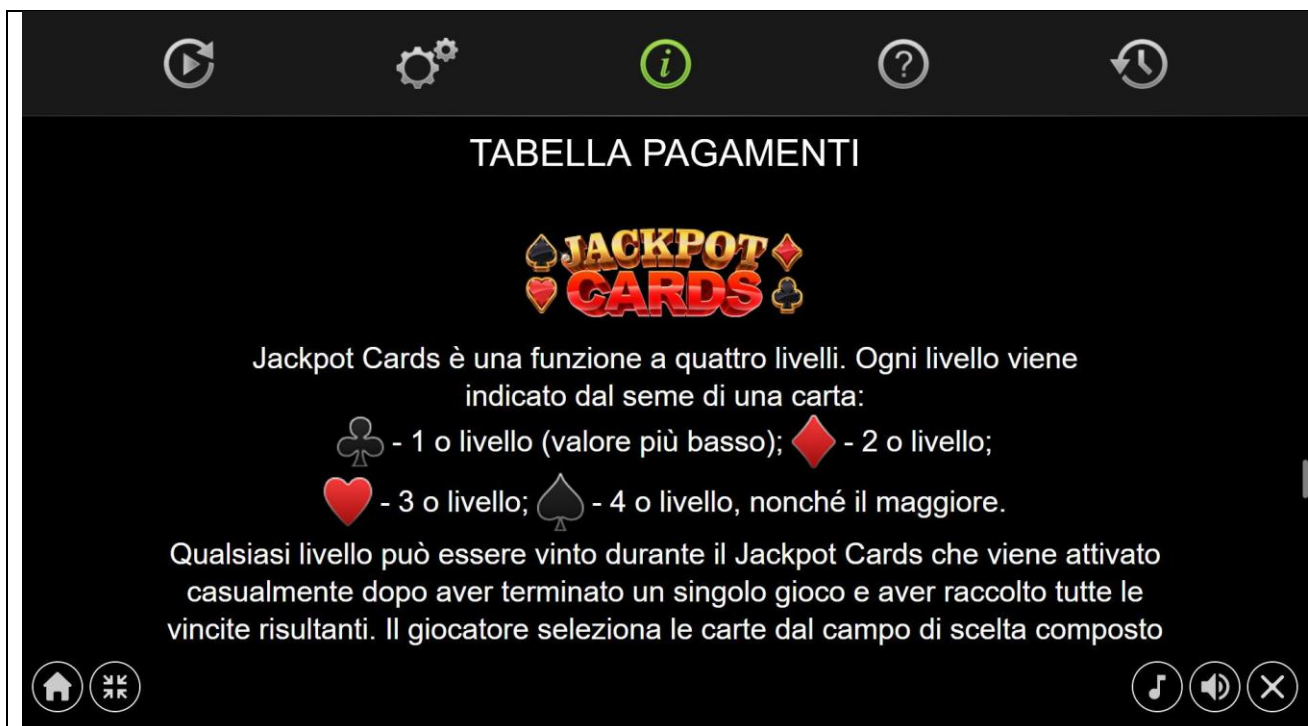 TABELLA PAGAMENTI
JACKPOT
CARDS
Jackpot Cards è una funzione a quattro livelli. Ogni livello viene
indicato dal seme di una carta:
- 1 o livello (valore più basso); - 2 o livello;
- 3 o livello; - 4 o livello, nonché il maggiore.
Qualsiasi livello può essere vinto durante il Jackpot Cards che viene attivato
casualmente dopo aver terminato un singolo gioco e aver raccolto tutte le
vincite risultanti. Il giocatore seleziona le carte dal campo di scelta composto